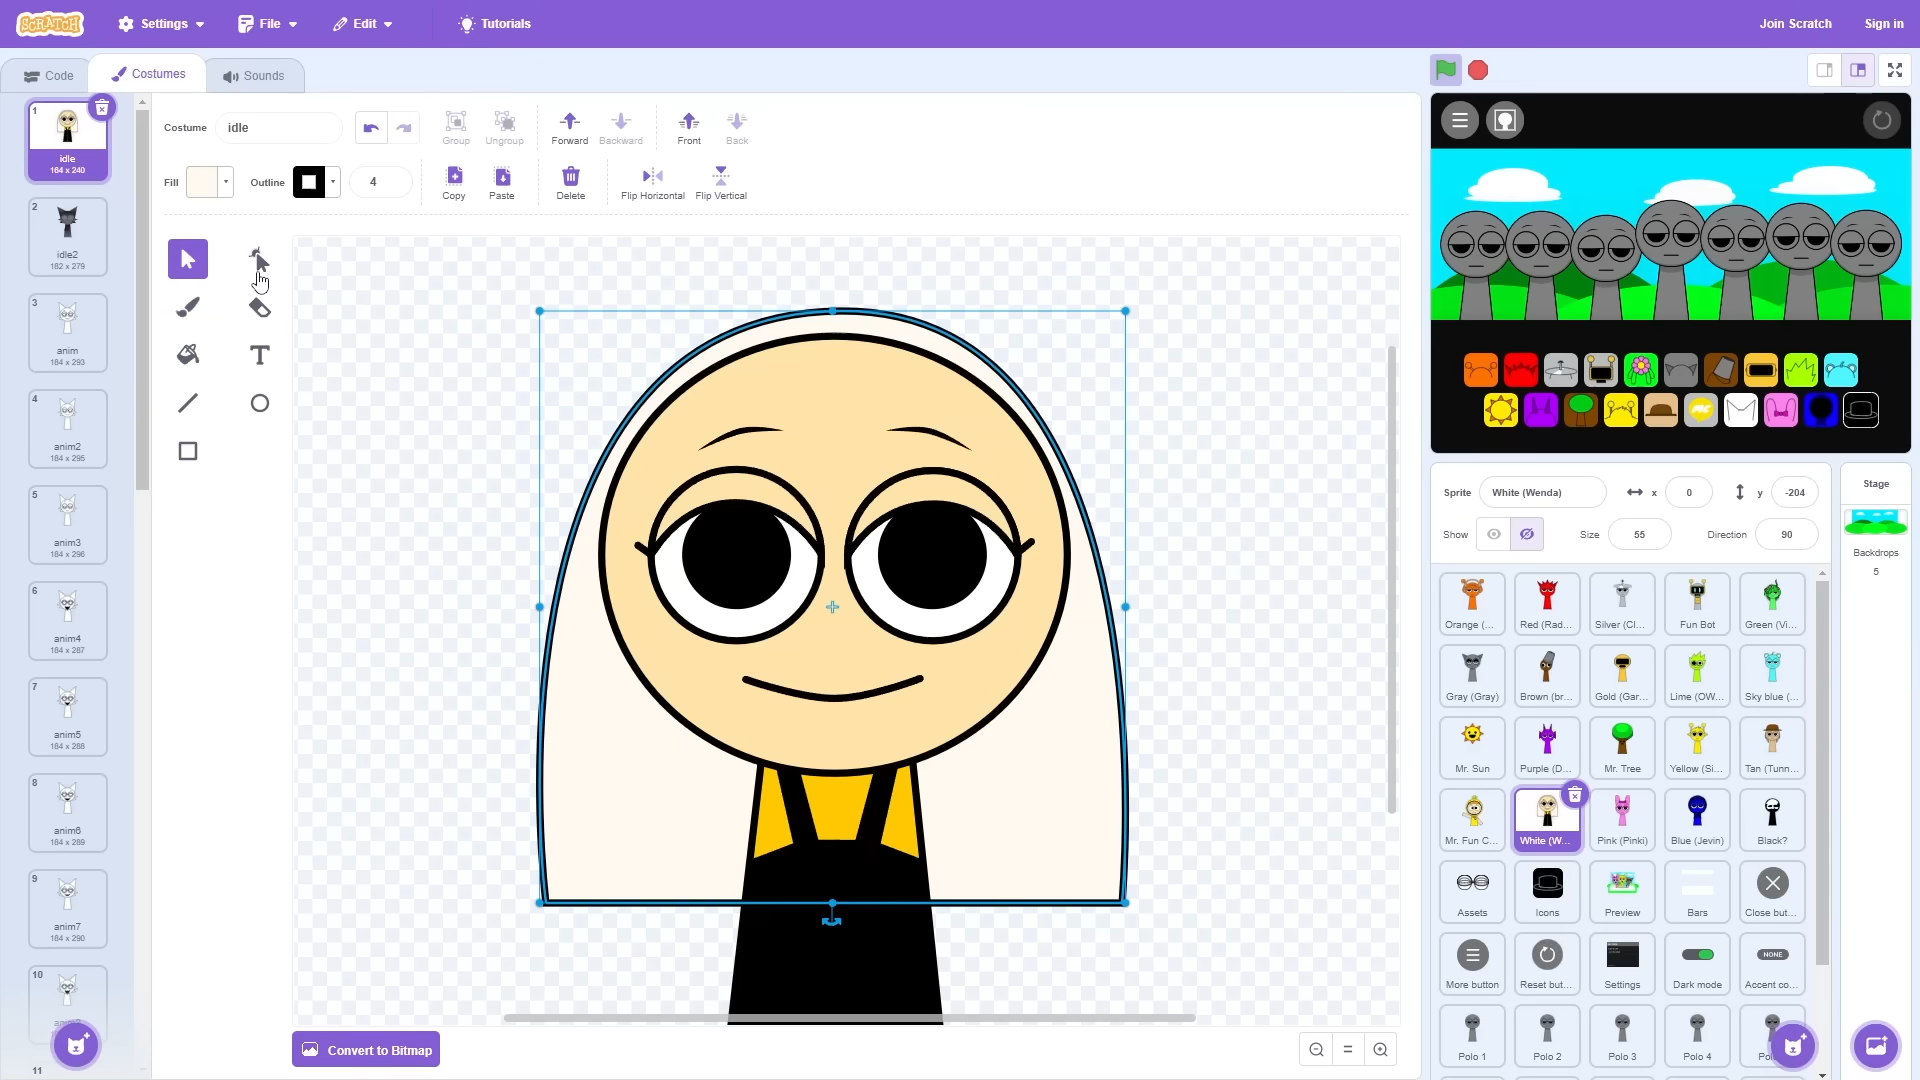 SCRATCH
Settings
File
Edit
Tutorials
Join Scratch
Sign in
Code
Costumes
Sounds
Costume
idle
Group
Ungroup
Forward
Backward
Front
Back
Fill
Outline
4
Copy
Paste
Delete
Flip Horizontal
Flip Vertical
1
idle
164 x 240
2
idle2
182 x 279
3
anim
184 x 293
4
anim2
184 x 295
5
anim3
184 x 296
6
anim4
184 x 287
7
anim5
184 x 288
8
anim6
184 x 289
9
anim7
184 x 290
10
11
Convert to Bitmap
Sprite
White (Wenda)
x
0
y
-204
Show
Size
55
Direction
90
Stage
Backdrops
5
Orange (...
Red (Rad...
Silver (Cl...
Fun Bot
Green (Vi...
Gray (Gray)
Brown (br...
Gold (Gar...
Lime (OW...
Sky blue (...
Mr. Sun
Purple (D...
Mr. Tree
Yellow (Si...
Tan (Tunn...
Mr. Fun C...
White (W...
Pink (Pinki)
Blue (Jevin)
Black?
Assets
Icons
Preview
Bars
Close but...
More button
Reset but...
Settings
Dark mode
NONE
Accent co...
Polo 1
Polo 2
Polo 3
Polo 4